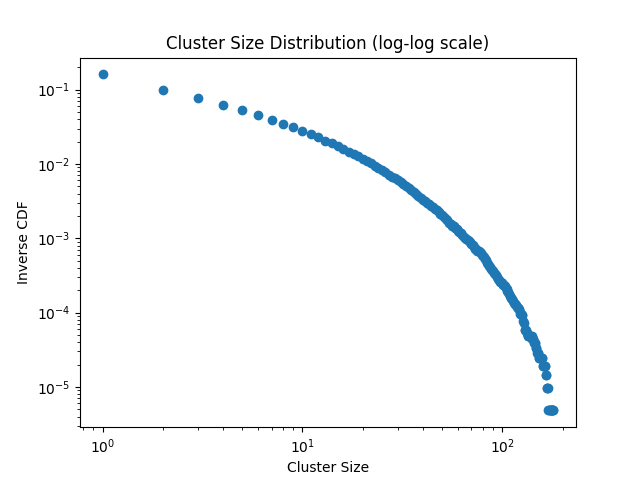 Cluster Size Distribution (log-log scale)
Inverse CDF
10⁻¹
10⁻²
10⁻³
10⁻⁴
10⁻⁵
10⁰ 10¹ 10²
Cluster Size